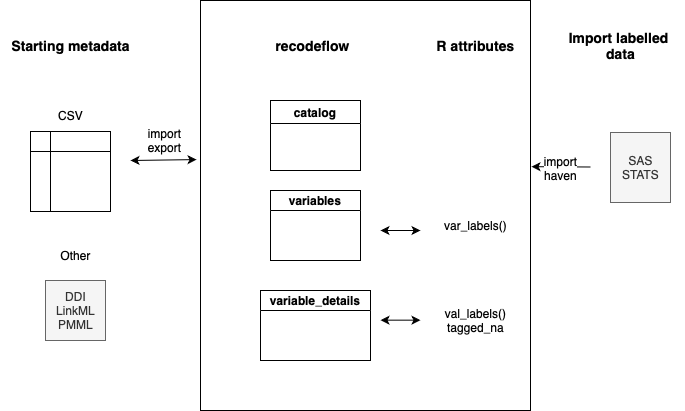 Starting metadata
recodeflow
R attributes
Import labelled
data
CSV
import
export
catalog
import
haven
SAS
STATS
variables
var_labels()
Other
DDI
LinkML
PMML
variable_details
val_labels()
tagged_na